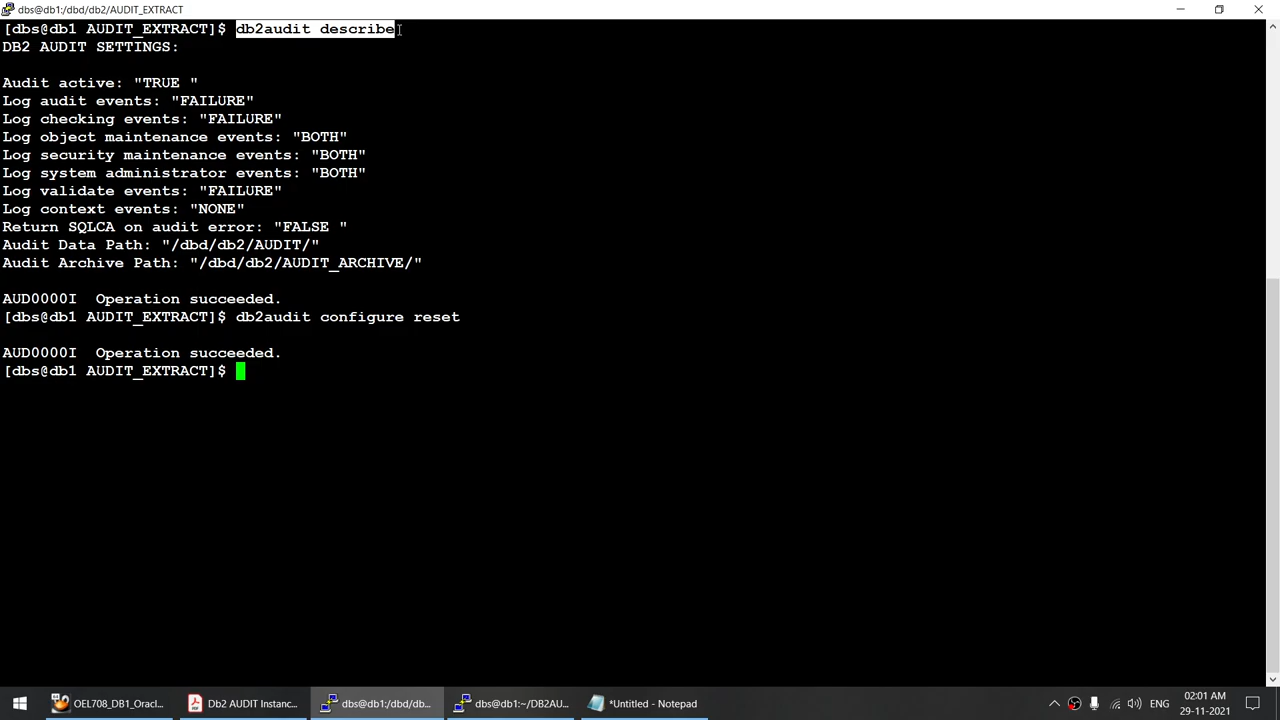 dbs@db1:/dbd/db2/AUDIT_EXTRACT
[dbs@db1 AUDIT_EXTRACT]$ db2audit describe
DB2 AUDIT SETTINGS:
Audit active: "TRUE "
Log audit events: "FAILURE"
Log checking events: "FAILURE"
Log object maintenance events: "BOTH"
Log security maintenance events: "BOTH"
Log system administrator events: "BOTH"
Log validate events: "FAILURE"
Log context events: "NONE"
Return SQLCA on audit error: "FALSE "
Audit Data Path: "/dbd/db2/AUDIT/"
Audit Archive Path: "/dbd/db2/AUDIT_ARCHIVE/"
AUD0000I  Operation succeeded.
[dbs@db1 AUDIT_EXTRACT]$ db2audit configure reset
AUD0000I  Operation succeeded.
[dbs@db1 AUDIT_EXTRACT]$
OEL708_DB1_Oracl...
Db2 AUDIT Instanc...
dbs@db1:/dbd/db...
dbs@db1:~/DB2AU...
*Untitled - Notepad
ENG
02:01 AM
29-11-2021